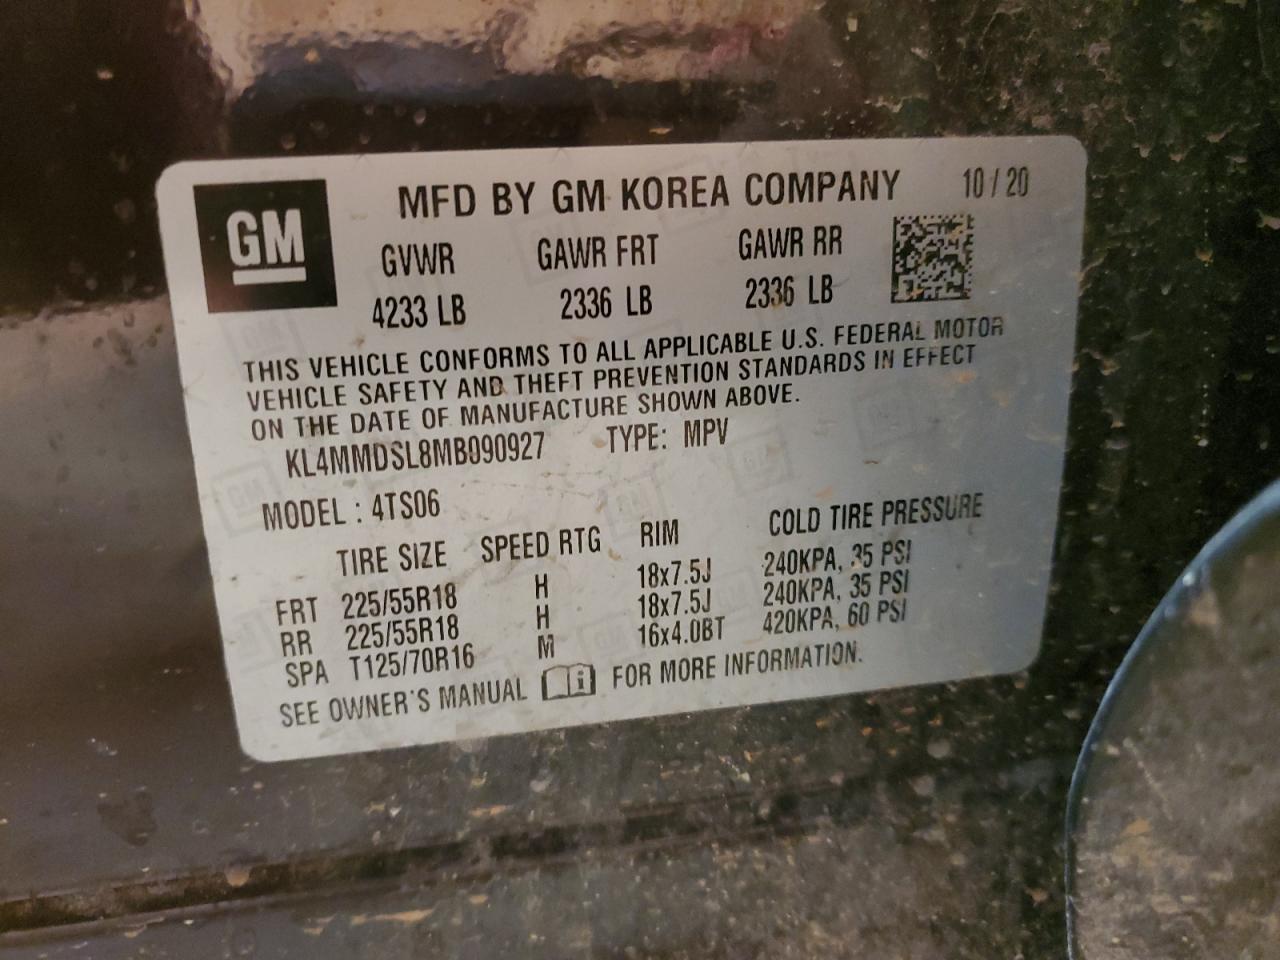 GM
MFD BY GM KOREA COMPANY 10/20
GVWR GAWR FRT GAWR RR
4233 LB 2336 LB 2336 LB
THIS VEHICLE CONFORMS TO ALL APPLICABLE U.S. FEDERAL MOTOR
VEHICLE SAFETY AND THEFT PREVENTION STANDARDS IN EFFECT
ON THE DATE OF MANUFACTURE SHOWN ABOVE.
KL4MMDSL8MB090927 TYPE: MPV
MODEL : 4TS06
TIRE SIZE SPEED RTG RIM COLD TIRE PRESSURE
FRT 225/55R18 H 18x7.5J 240KPA, 35 PSI
RR 225/55R18 H 18x7.5J 240KPA, 35 PSI
SPA T125/70R16 M 16x4.0BT 420KPA, 60 PSI
SEE OWNER'S MANUAL i FOR MORE INFORMATION.